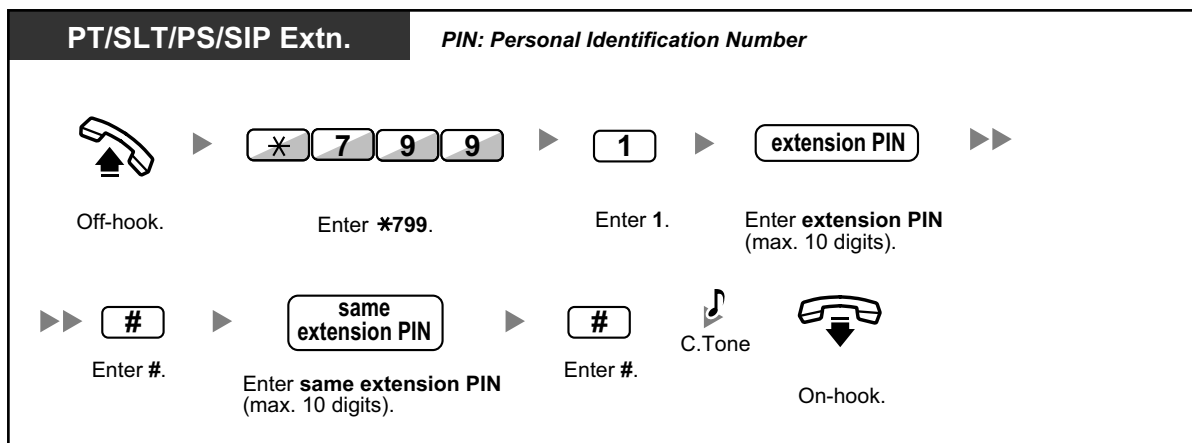 PT/SLT/PS/SIP Extn.
PIN: Personal Identification Number
✳ 7 9 9
1
extension PIN
Off-hook.
Enter ✳799.
Enter 1.
Enter extension PIN
(max. 10 digits).
#
same
extension PIN
#
C.Tone
Enter #.
Enter same extension PIN
(max. 10 digits).
Enter #.
On-hook.